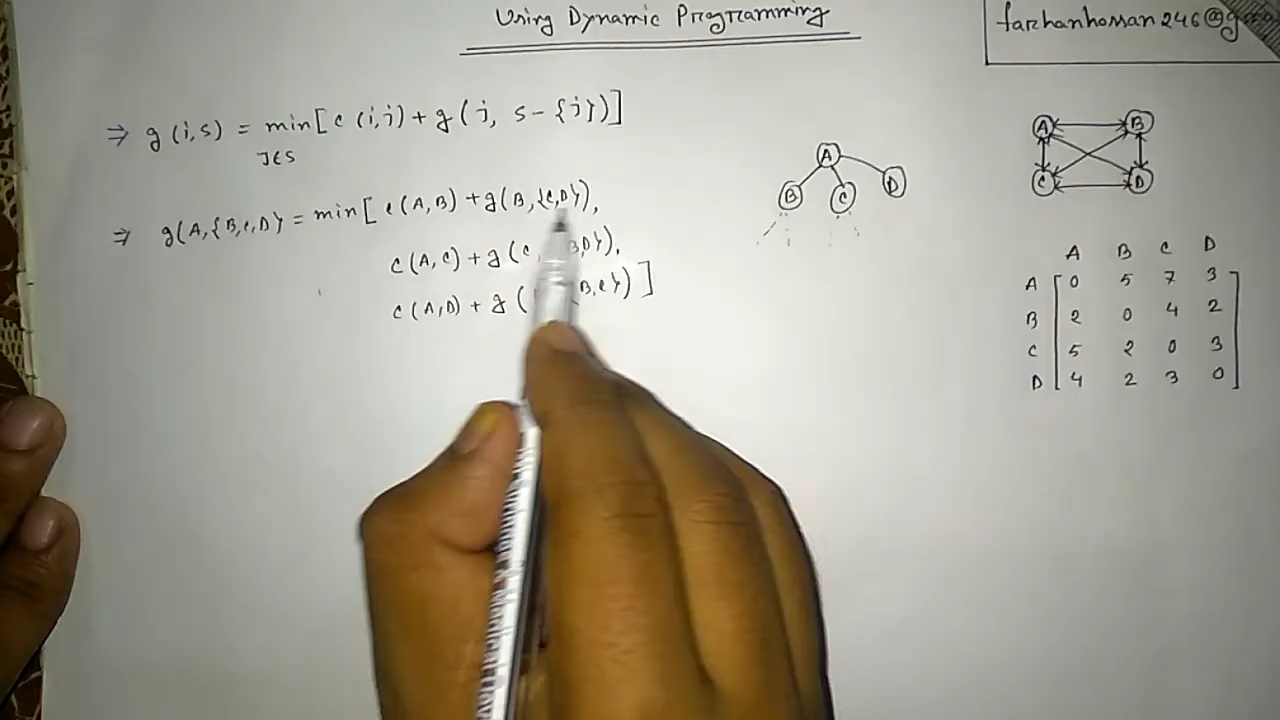 Using Dynamic Programming
farhanhossan246@g
⇒ g(i,s) = min[c(i,j) + g(j, s-{j})]
J∈S
⇒ g(A,{B,C,D} = min[c(A,B) + g(B,{C,D}),
c(A,C) + g(C, B,D}),
c(A,D) + g( B,C})]
A
B C D
A B
C D
A B C D
A 0 5 7 3
B 2 0 4 2
C 5 2 0 3
D 4 2 3 0